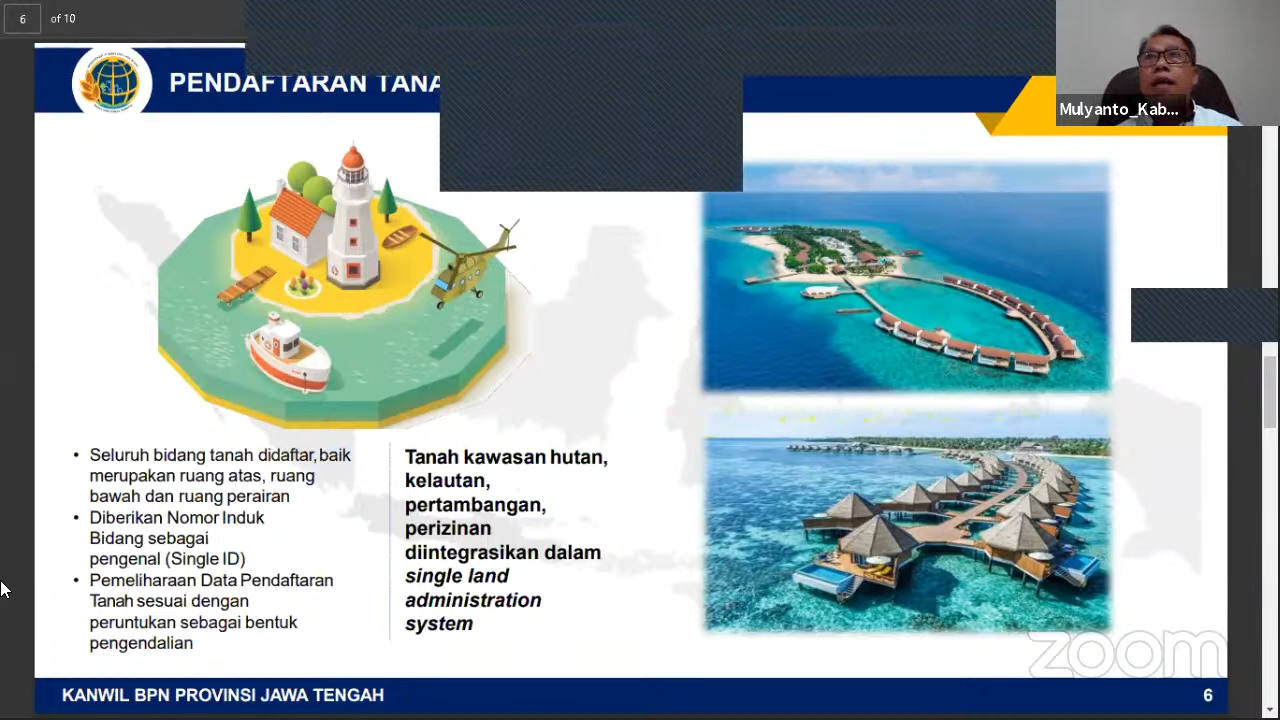 6 of 10
PENDAFTARAN TANA
Mulyanto_Kab...
• Seluruh bidang tanah didaftar, baik
merupakan ruang atas, ruang
bawah dan ruang perairan
• Diberikan Nomor Induk
Bidang sebagai
pengenal (Single ID)
• Pemeliharaan Data Pendaftaran
Tanah sesuai dengan
peruntukan sebagai bentuk
pengendalian
Tanah kawasan hutan,
kelautan,
pertambangan,
perizinan
diintegrasikan dalam
single land
administration
system
zoom
KANWIL BPN PROVINSI JAWA TENGAH
6